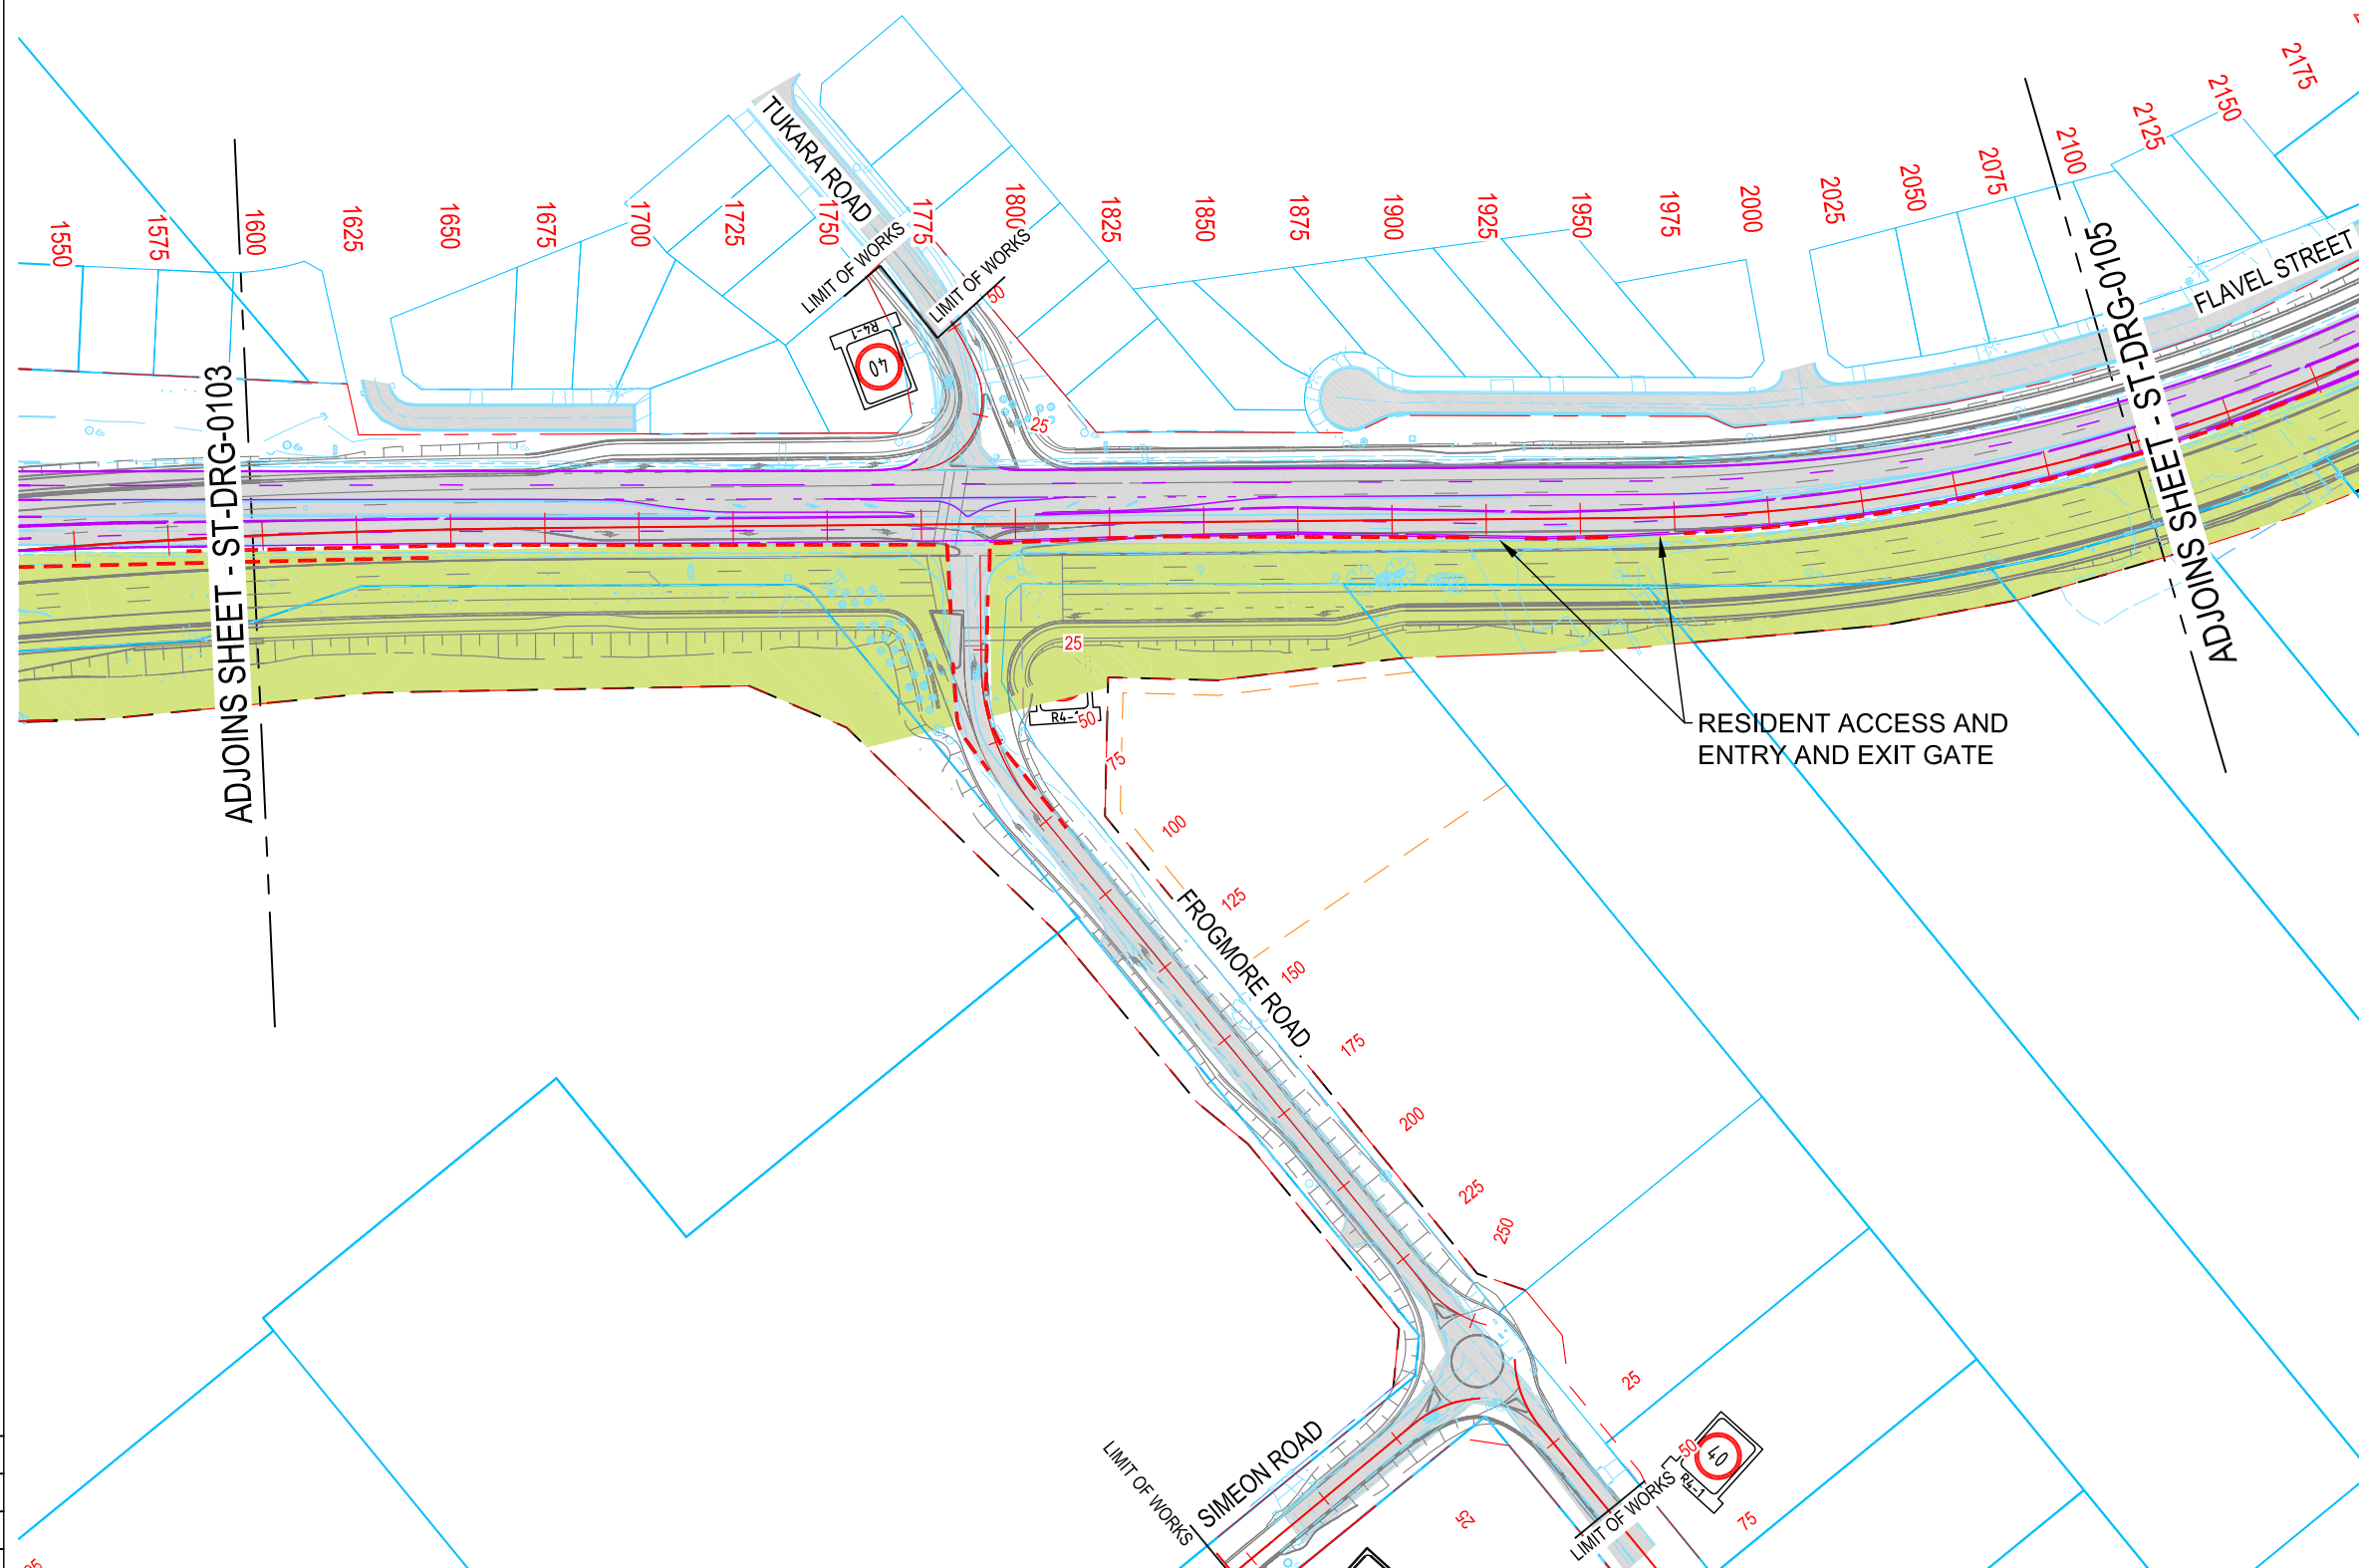 1550
1575
1600
1625
1650
1675
1700
1725
1750
1775
1800
1825
1850
1875
1900
1925
1950
1975
2000
2025
2050
2075
2100
2125
2150
2175
TUKARA ROAD
LIMIT OF WORKS
LIMIT OF WORKS
50
R4-1
40
25
FLAVEL STREET
ADJOINS SHEET - ST-DRG-0103
ADJOINS SHEET - ST-DRG-0105
25
R4-1
50
75
RESIDENT ACCESS AND
ENTRY AND EXIT GATE
100
125
FROGMORE ROAD
150
175
200
225
250
25
SIMEON ROAD
LIMIT OF WORKS
25
LIMIT OF WORKS
50
40
R4-1
75